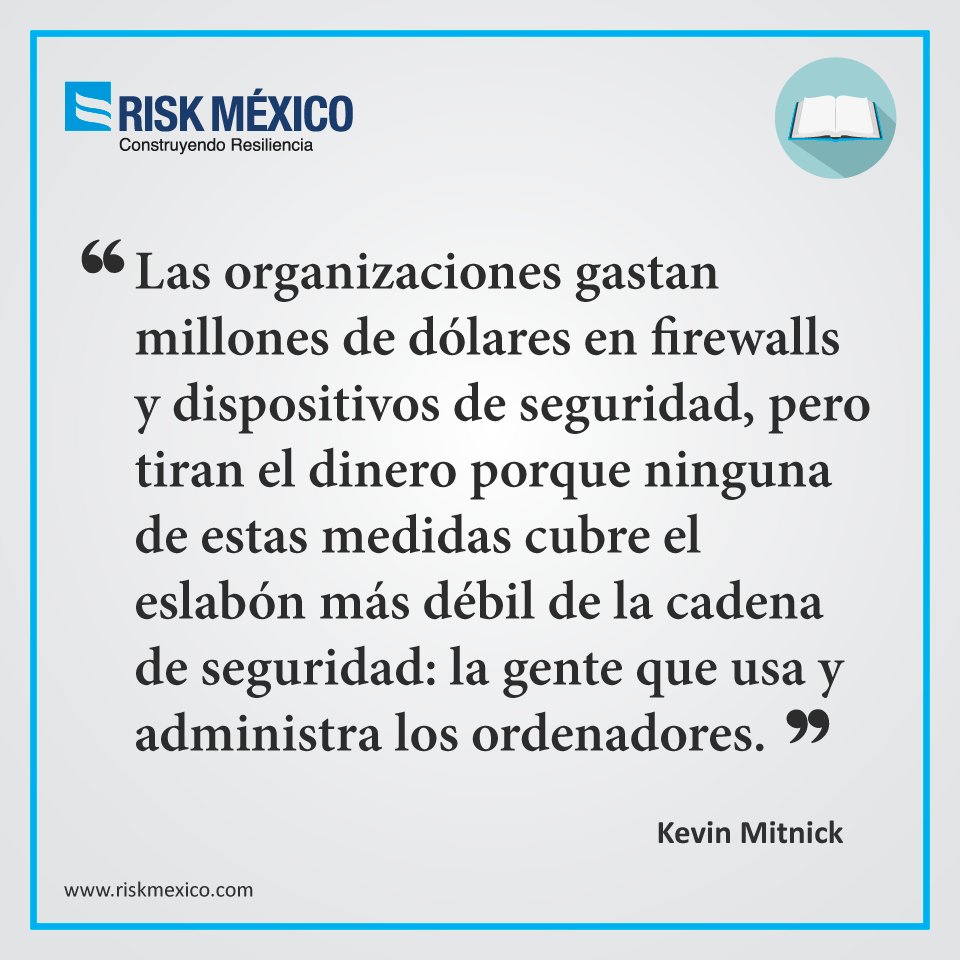 RISK MÉXICO
Construyendo Resiliencia
“Las organizaciones gastan
millones de dólares en firewalls
y dispositivos de seguridad, pero
tiran el dinero porque ninguna
de estas medidas cubre el
eslabón más débil de la cadena
de seguridad: la gente que usa y
administra los ordenadores.”
Kevin Mitnick
www.riskmexico.com